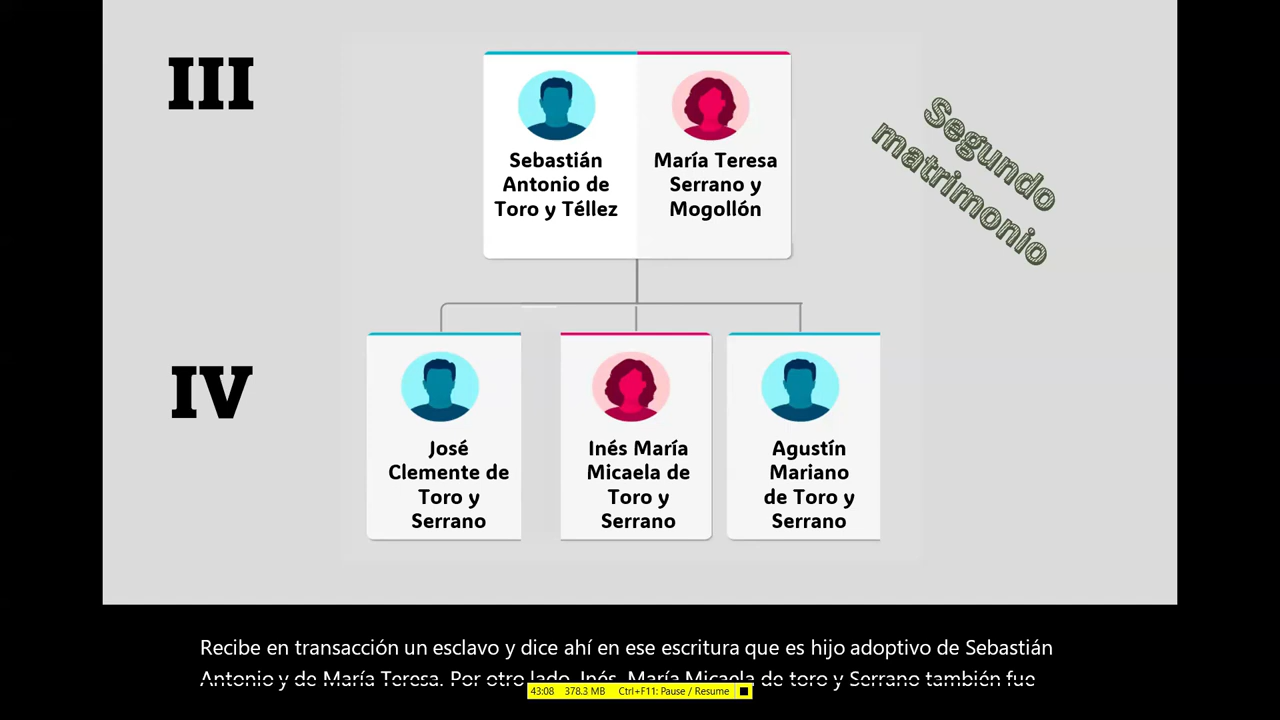 III
Sebastián
Antonio de
Toro y Téllez
María Teresa
Serrano y
Mogollón
Segundo
matrimonio
IV
José
Clemente de
Toro y
Serrano
Inés María
Micaela de
Toro y
Serrano
Agustín
Mariano
de Toro y
Serrano
Recibe en transacción un esclavo y dice ahí en ese escritura que es hijo adoptivo de Sebastián
Antonio y de María Teresa. Por otro lado, Inés, María Micaela de toro y Serrano también fue
43:08 378.3 MB Ctrl+F11: Pause / Resume